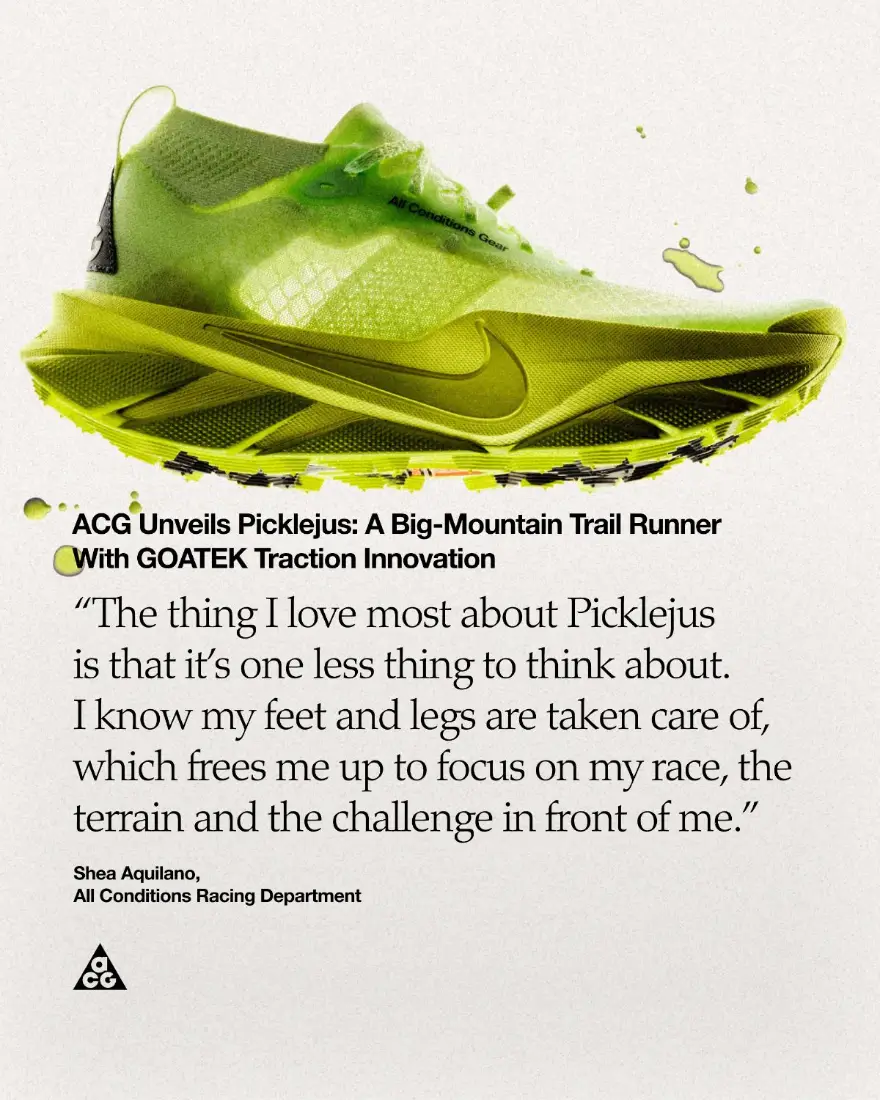 All Conditions Gear
ACG Unveils Picklejus: A Big-Mountain Trail Runner
With GOATEK Traction Innovation
“The thing I love most about Picklejus
is that it’s one less thing to think about.
I know my feet and legs are taken care of,
which frees me up to focus on my race, the
terrain and the challenge in front of me.”
Shea Aquilano,
All Conditions Racing Department
aCG